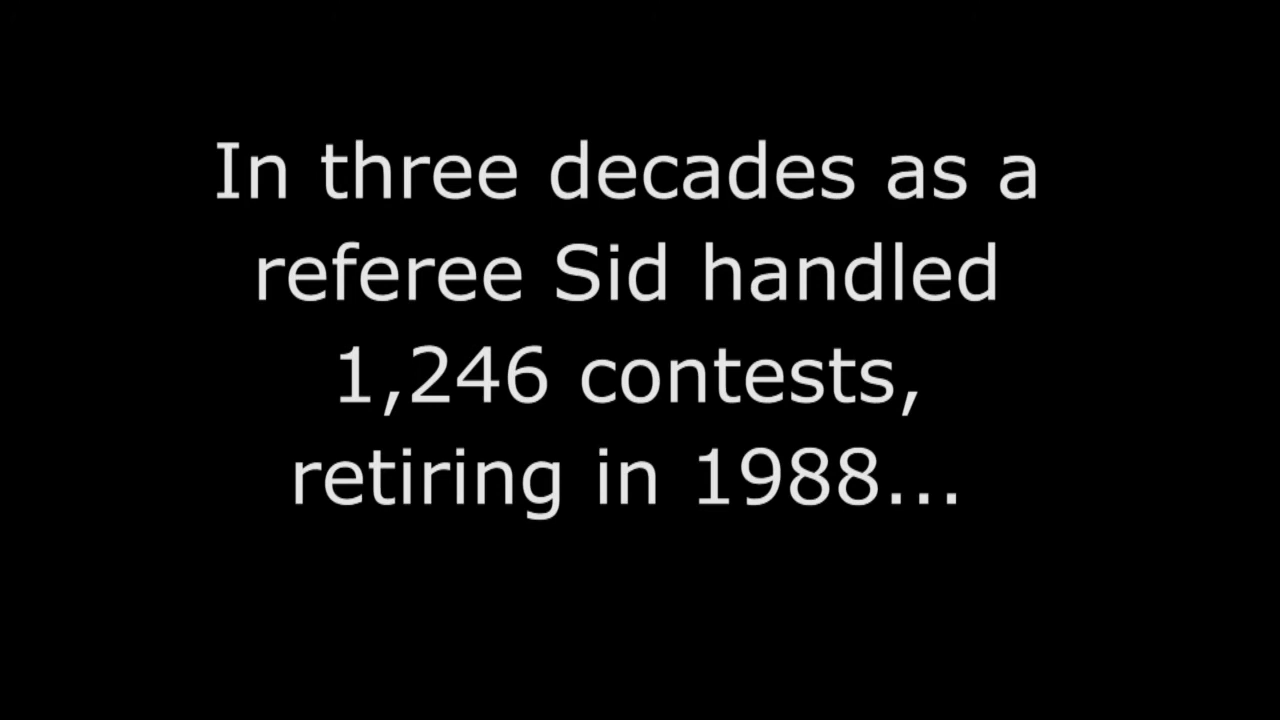 In three decades as a
referee Sid handled
1,246 contests,
retiring in 1988...